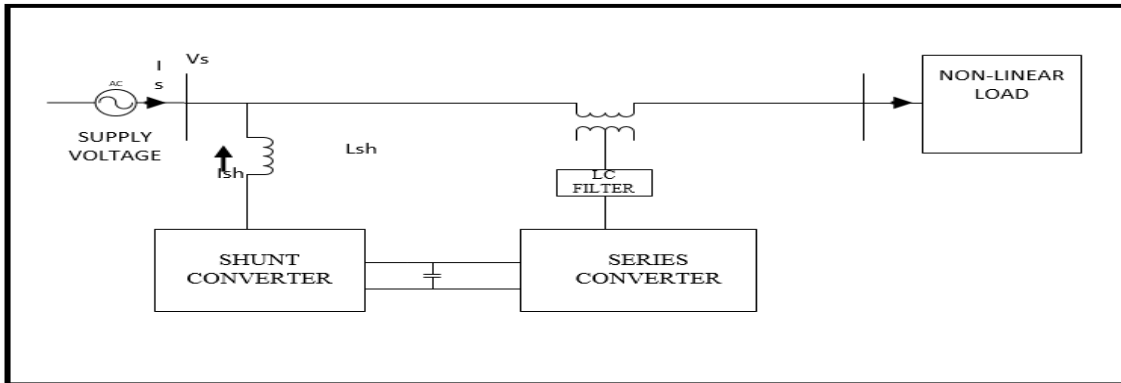 I
s
Vs
AC
SUPPLY
VOLTAGE
Ish
Lsh
LC
FILTER
NON-LINEAR
LOAD
SHUNT
CONVERTER
SERIES
CONVERTER